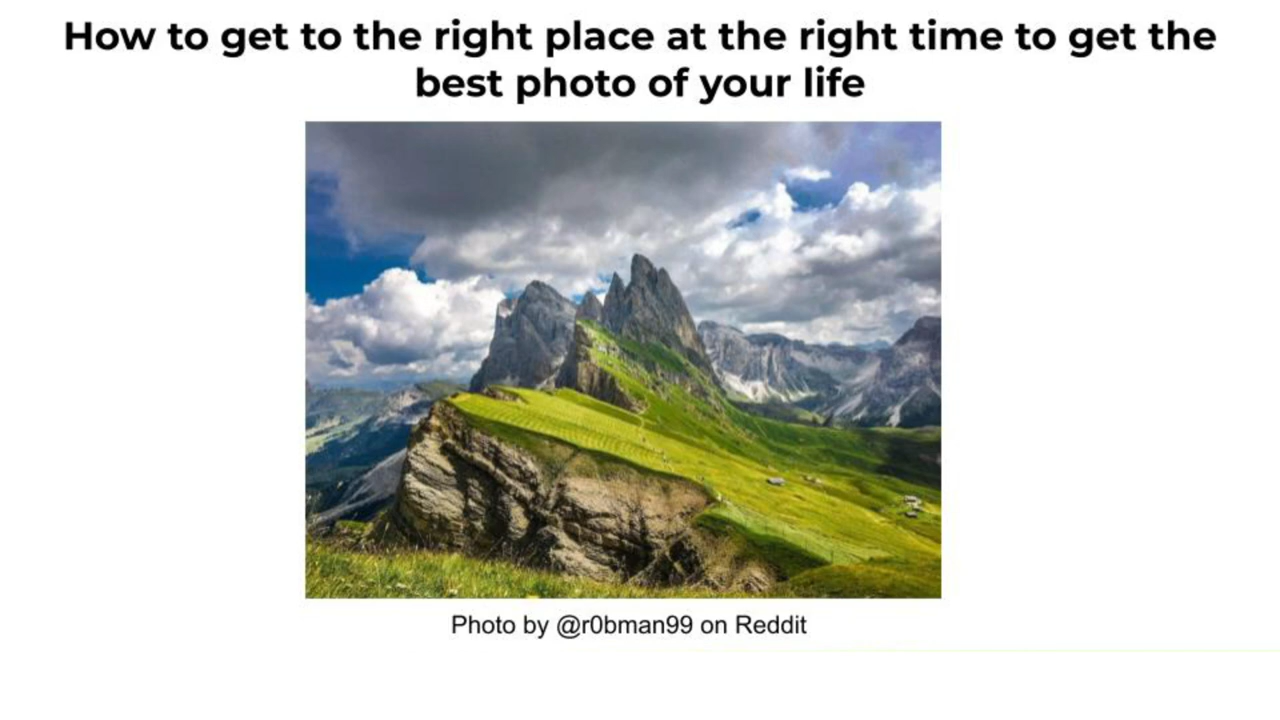 How to get to the right place at the right time to get the
best photo of your life
Photo by @r0bman99 on Reddit